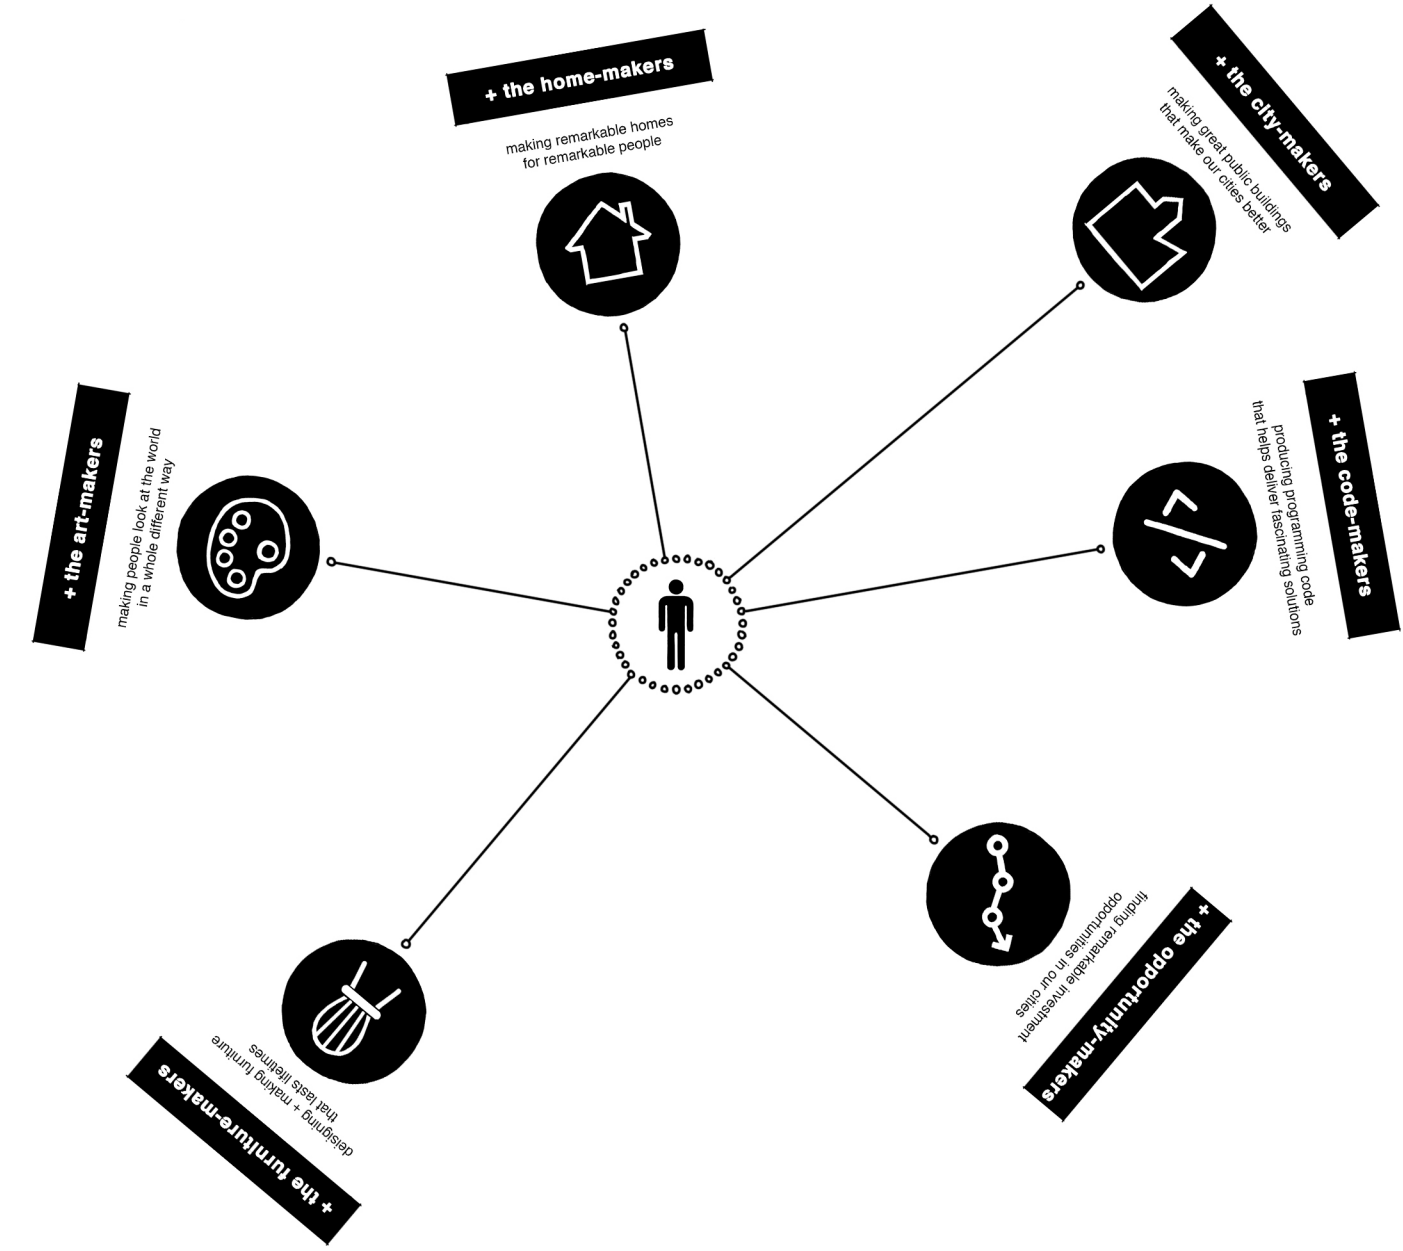 + the home-makers
making remarkable homes
for remarkable people
+ the city-makers
making great public buildings
that make our cities better
+ the code-makers
producing programming code
that helps deliver fascinating solutions
+ the opportunity-makers
finding remarkable investment
opportunities in our cities
+ the furniture-makers
deisigning + making furniture
that lasts lifetimes
+ the art-makers
making people look at the world
in a whole different way